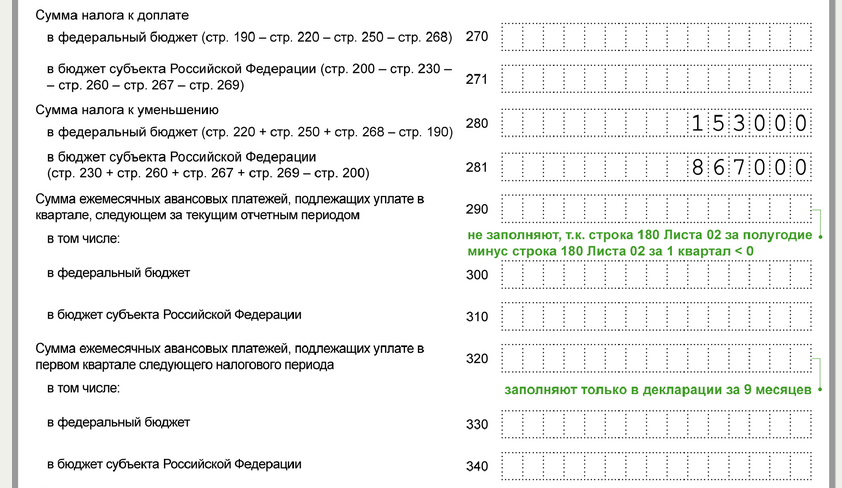 Сумма налога к доплате
в федеральный бюджет (стр. 190 – стр. 220 – стр. 250 – стр. 268) 270
в бюджет субъекта Российской Федерации (стр. 200 – стр. 230 –
– стр. 260 – стр. 267 – стр. 269) 271
Сумма налога к уменьшению
в федеральный бюджет (стр. 220 + стр. 250 + стр. 268 – стр. 190) 280 153000
в бюджет субъекта Российской Федерации
(стр. 230 + стр. 260 + стр. 267 + стр. 269 – стр. 200) 281 867000
Сумма ежемесячных авансовых платежей, подлежащих уплате в
квартале, следующем за текущим отчетным периодом 290
в том числе:
не заполняют, т.к. строка 180 Листа 02 за полугодие
минус строка 180 Листа 02 за 1 квартал < 0
в федеральный бюджет 300
в бюджет субъекта Российской Федерации 310
Сумма ежемесячных авансовых платежей, подлежащих уплате в
первом квартале следующего налогового периода 320
в том числе:
заполняют только в декларации за 9 месяцев
в федеральный бюджет 330
в бюджет субъекта Российской Федерации 340